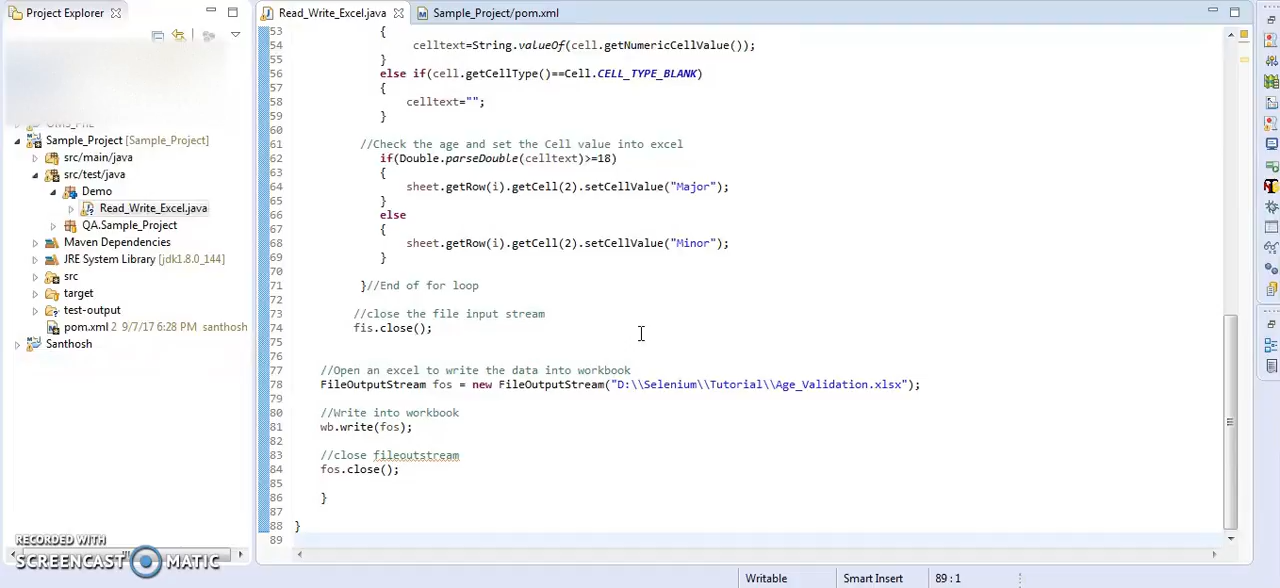 Project Explorer
Read_Write_Excel.java
Sample_Project/pom.xml
Sample_Project [Sample_Project]
src/main/java
src/test/java
Demo
Read_Write_Excel.java
QA.Sample_Project
Maven Dependencies
JRE System Library [jdk1.8.0_144]
src
target
test-output
pom.xml 2 9/7/17 6:28 PM santhosh
Santhosh
53 {
54 celltext=String.valueOf(cell.getNumericCellValue());
55 }
56 else if(cell.getCellType()==Cell.CELL_TYPE_BLANK)
57 {
58 celltext="";
59 }
60
61 //Check the age and set the Cell value into excel
62 if(Double.parseDouble(celltext)>=18)
63 {
64 sheet.getRow(i).getCell(2).setCellValue("Major");
65 }
66 else
67 {
68 sheet.getRow(i).getCell(2).setCellValue("Minor");
69 }
70
71 }//End of for loop
72
73 //close the file input stream
74 fis.close();
75
76
77 //Open an excel to write the data into workbook
78 FileOutputStream fos = new FileOutputStream("D:\\Selenium\\Tutorial\\Age_Validation.xlsx");
79
80 //Write into workbook
81 wb.write(fos);
82
83 //close fileoutstream
84 fos.close();
85
86 }
87
88 }
89
RECORDED WITH
SCREENCAST MATIC
Writable
Smart Insert
89 : 1